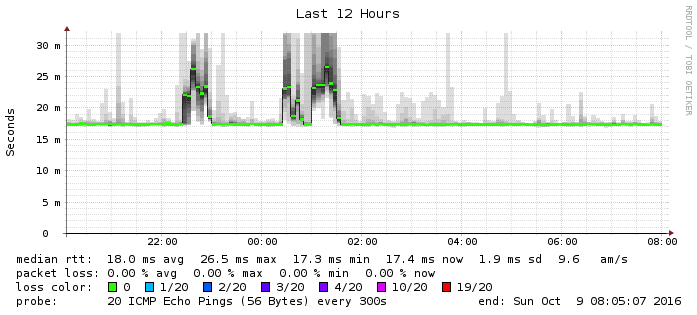 Last 12 Hours
RRDTOOL / TOBI OETIKER
Seconds
30 m
25 m
20 m
15 m
10 m
5 m
0
22:00 00:00 02:00 04:00 06:00 08:00
median rtt: 18.0 ms avg 26.5 ms max 17.3 ms min 17.4 ms now 1.9 ms sd 9.6 am/s
packet loss: 0.00 % avg 0.00 % max 0.00 % min 0.00 % now
loss color: 0 1/20 2/20 3/20 4/20 10/20 19/20
probe: 20 ICMP Echo Pings (56 Bytes) every 300s end: Sun Oct 9 08:05:07 2016